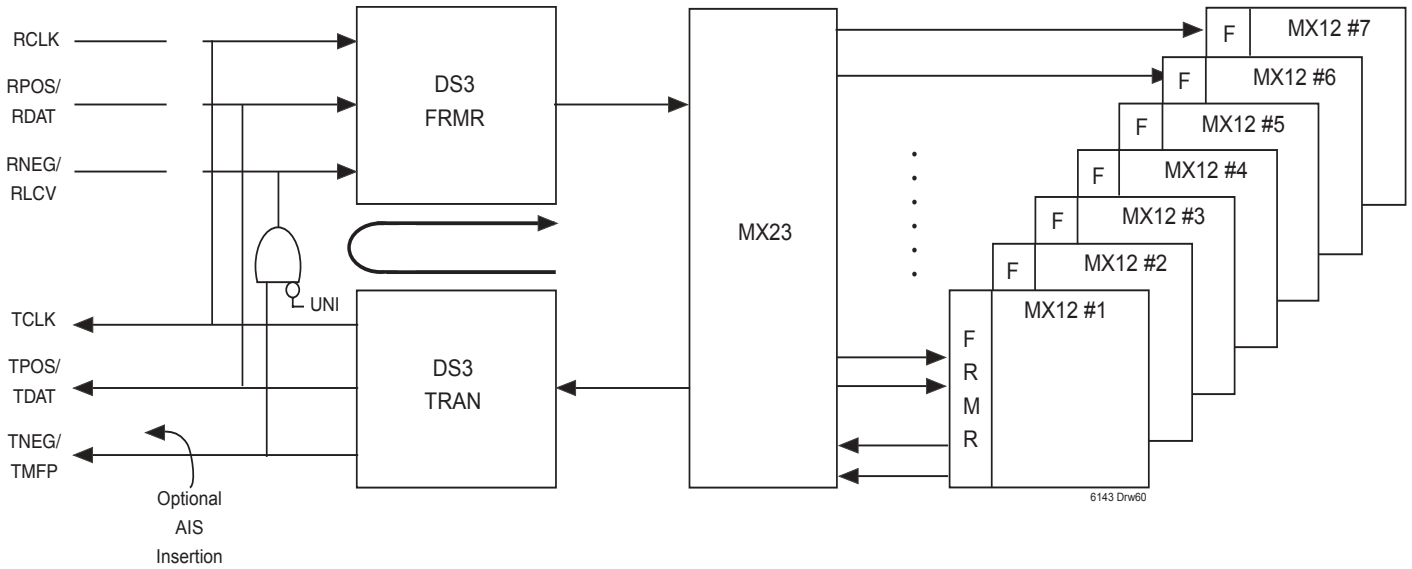 RCLK
RPOS/
RDAT
RNEG/
RLCV
DS3
FRMR
UNI
TCLK
TPOS/
TDAT
TNEG/
TMFP
DS3
TRAN
Optional
AIS
Insertion
MX23
F MX12 #7
F MX12 #6
F MX12 #5
F MX12 #4
F MX12 #3
F MX12 #2
MX12 #1
F
R
M
R
6143 Drw60